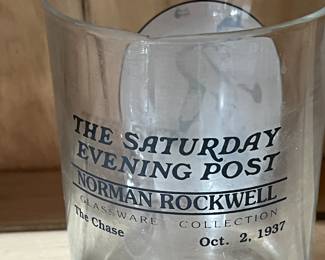 THE SATURDAY
EVENING POST
NORMAN ROCKWELL
GLASSWARE COLLECTION
The Chase Oct. 2, 1937